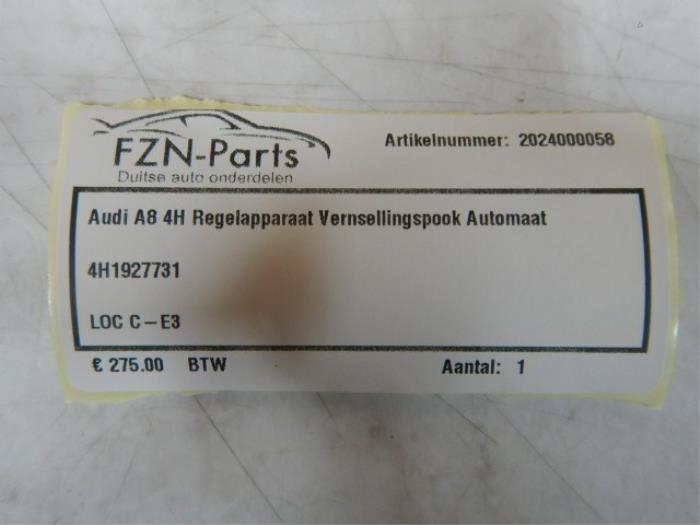 FZN-Parts
Duitse auto onderdelen
Artikelnummer: 2024000058
Audi A8 4H Regelapparaat Vernsellingspook Automaat
4H1927731
LOC C-E3
€ 275.00 BTW Aantal: 1